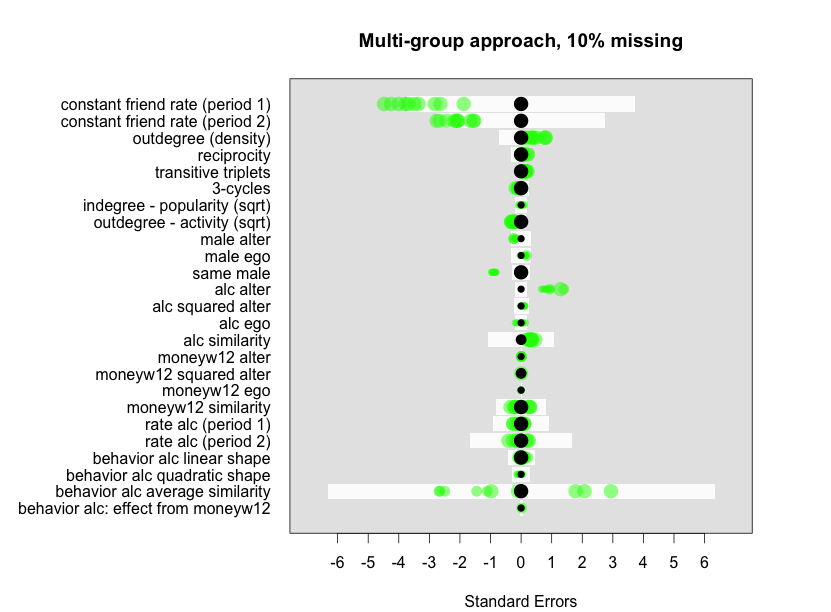 Multi-group approach, 10% missing
constant friend rate (period 1)
constant friend rate (period 2)
outdegree (density)
reciprocity
transitive triplets
3-cycles
indegree - popularity (sqrt)
outdegree - activity (sqrt)
male alter
male ego
same male
alc alter
alc squared alter
alc ego
alc similarity
moneyw12 alter
moneyw12 squared alter
moneyw12 ego
moneyw12 similarity
rate alc (period 1)
rate alc (period 2)
behavior alc linear shape
behavior alc quadratic shape
behavior alc average similarity
behavior alc: effect from moneyw12
-6 -5 -4 -3 -2 -1 0 1 2 3 4 5 6
Standard Errors